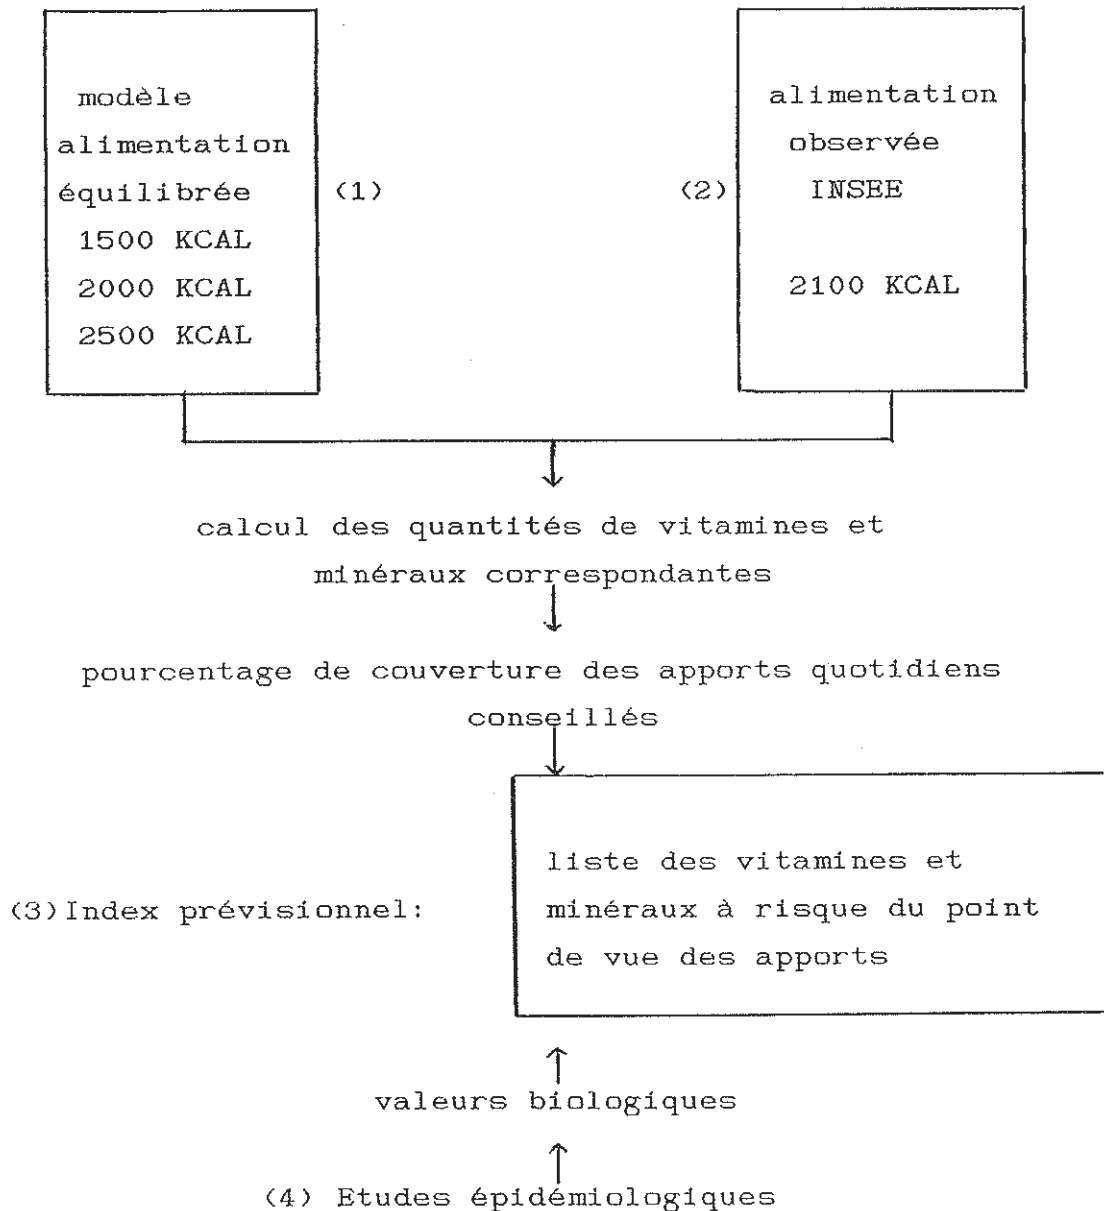 modèle
alimentation
équilibrée
1500 KCAL
2000 KCAL
2500 KCAL
(1)
(2)
alimentation
observée
INSEE
2100 KCAL
calcul des quantités de vitamines et
minéraux correspondantes
pourcentage de couverture des apports quotidiens
conseillés
(3)Index prévisionnel:
liste des vitamines et
minéraux à risque du point
de vue des apports
valeurs biologiques
(4) Etudes épidémiologiques